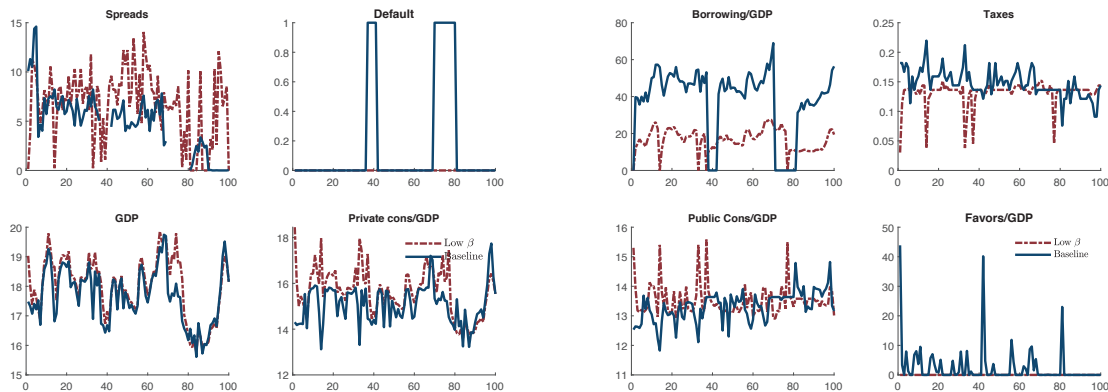 Spreads
15
10
5
0
0 20 40 60 80 100
Default
1
0.8
0.6
0.4
0.2
0
0 20 40 60 80 100
Borrowing/GDP
80
60
40
20
0
0 20 40 60 80 100
Taxes
0.25
0.2
0.15
0.1
0.05
0
0 20 40 60 80 100
GDP
20
19
18
17
16
15
0 20 40 60 80 100
Private cons/GDP
18
16
14
12
0 20 40 60 80 100
Low β
Baseline
Public Cons/GDP
16
15
14
13
12
11
0 20 40 60 80 100
Favors/GDP
50
40
30
20
10
0
0 20 40 60 80 100
Low β
Baseline